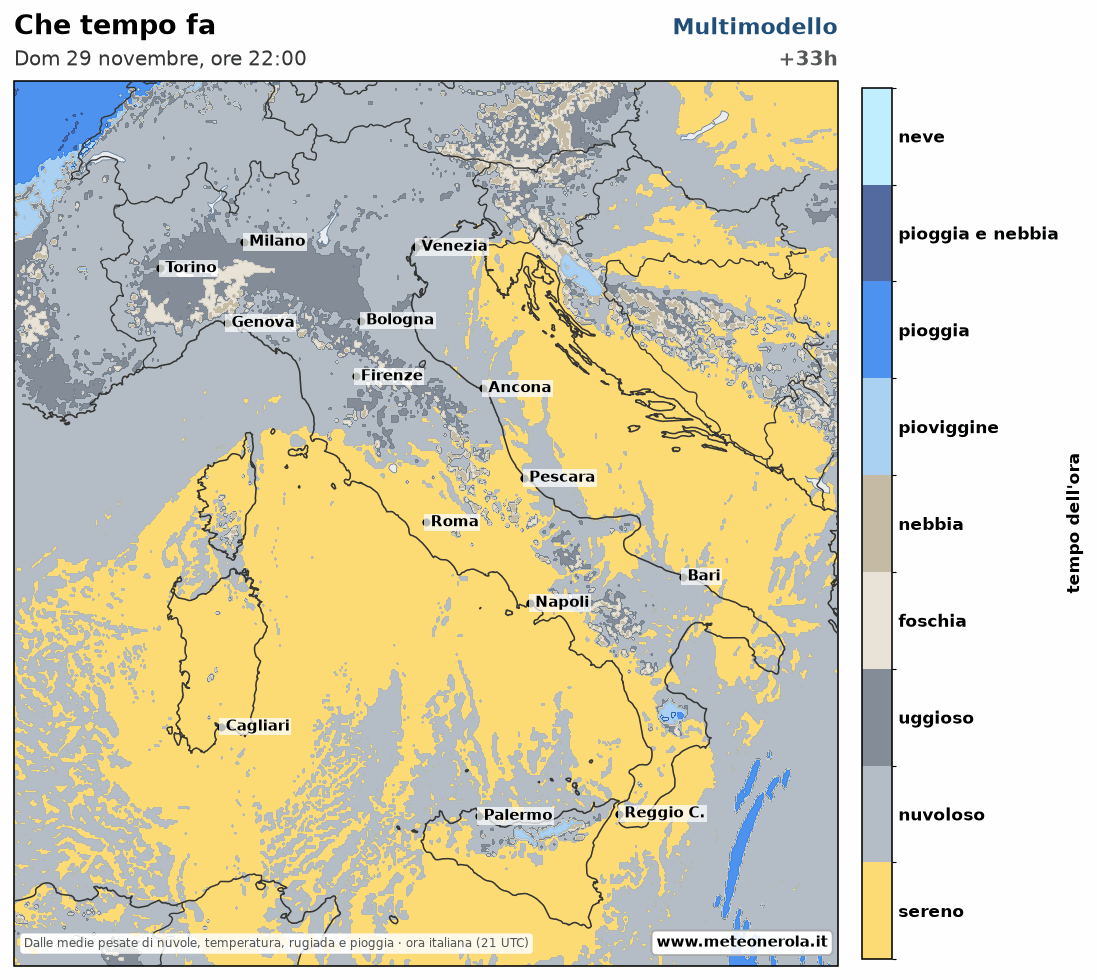 Che tempo fa
Multimodello
Dom 29 novembre, ore 22:00
+33h
Milano
Venezia
Torino
Genova
Bologna
Firenze
Ancona
Pescara
Roma
Bari
Napoli
Cagliari
Palermo
Reggio C.
Dalle medie pesate di nuvole, temperatura, rugiada e pioggia · ora italiana (21 UTC)
www.meteonerola.it
neve
pioggia e nebbia
pioggia
pioviggine
nebbia
foschia
uggioso
nuvoloso
sereno
tempo dell'ora